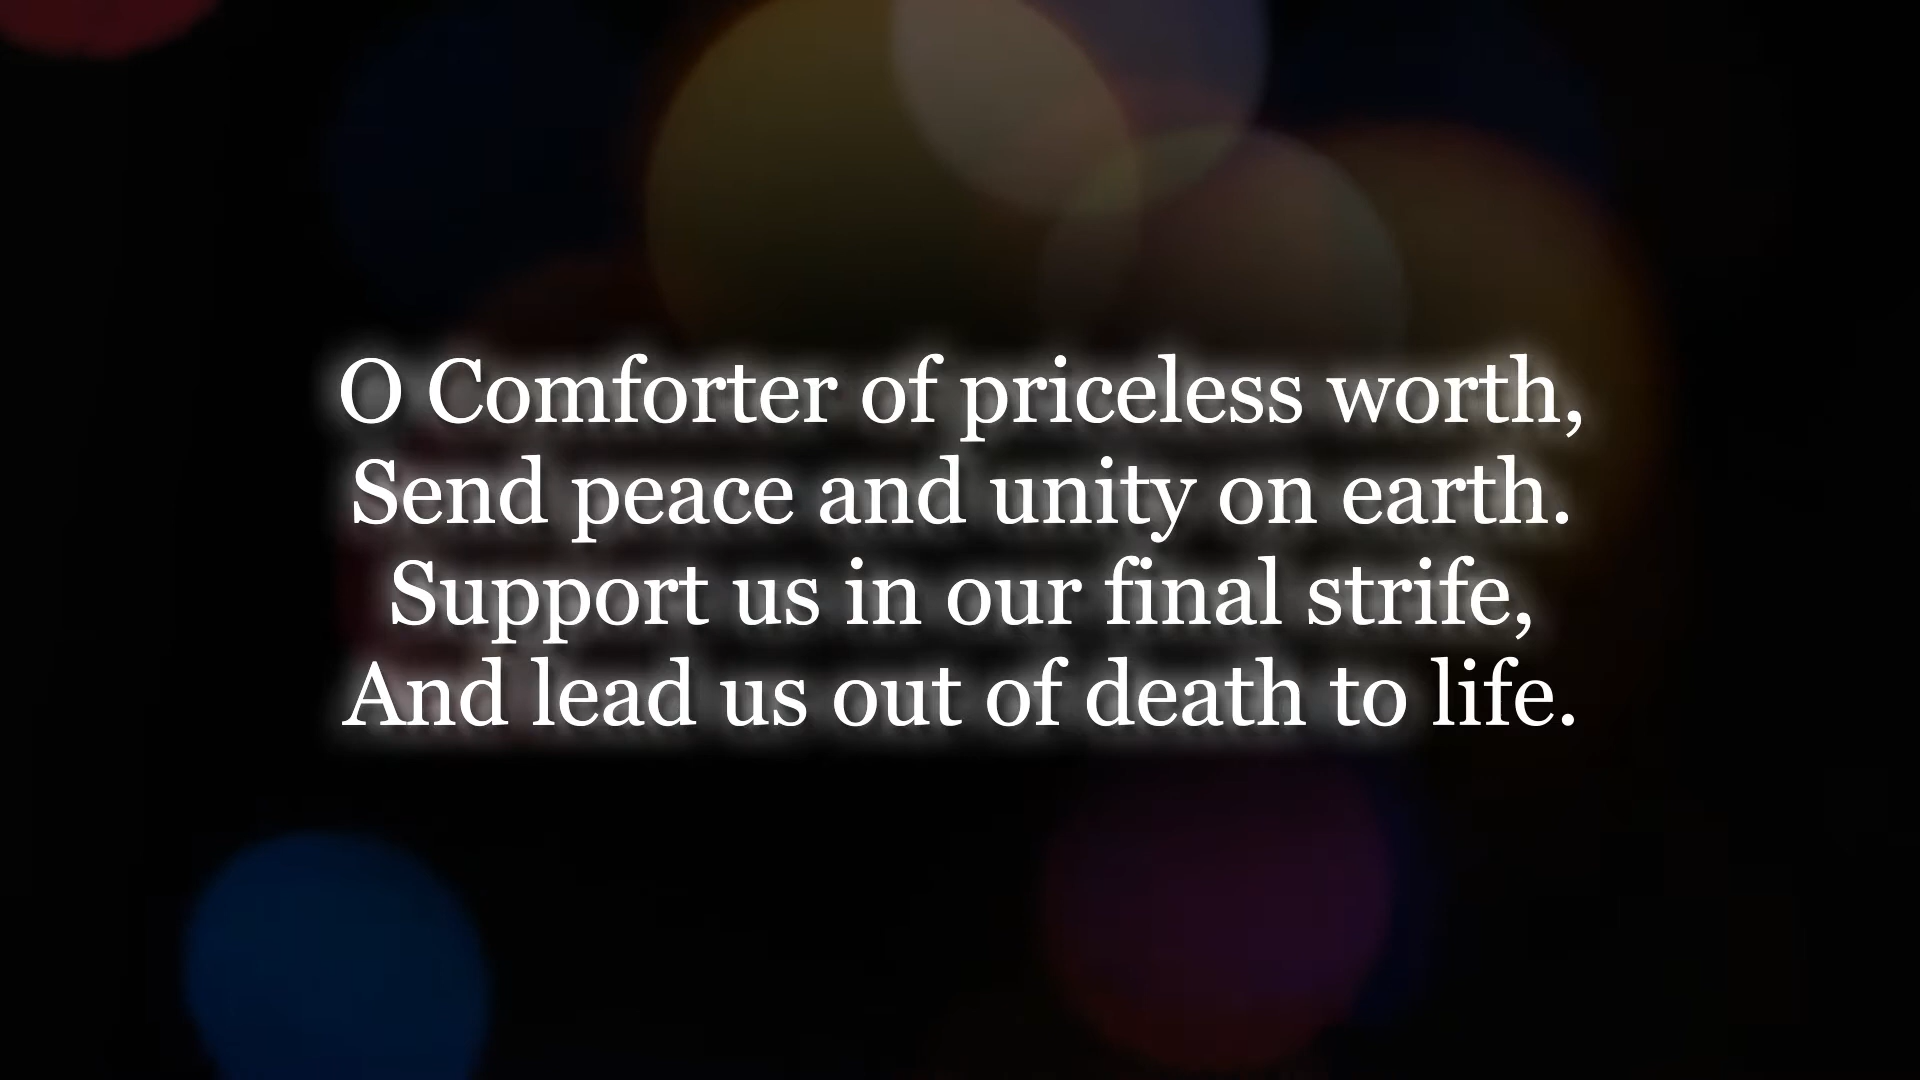 O Comforter of priceless worth,
Send peace and unity on earth.
Support us in our final strife,
And lead us out of death to life.